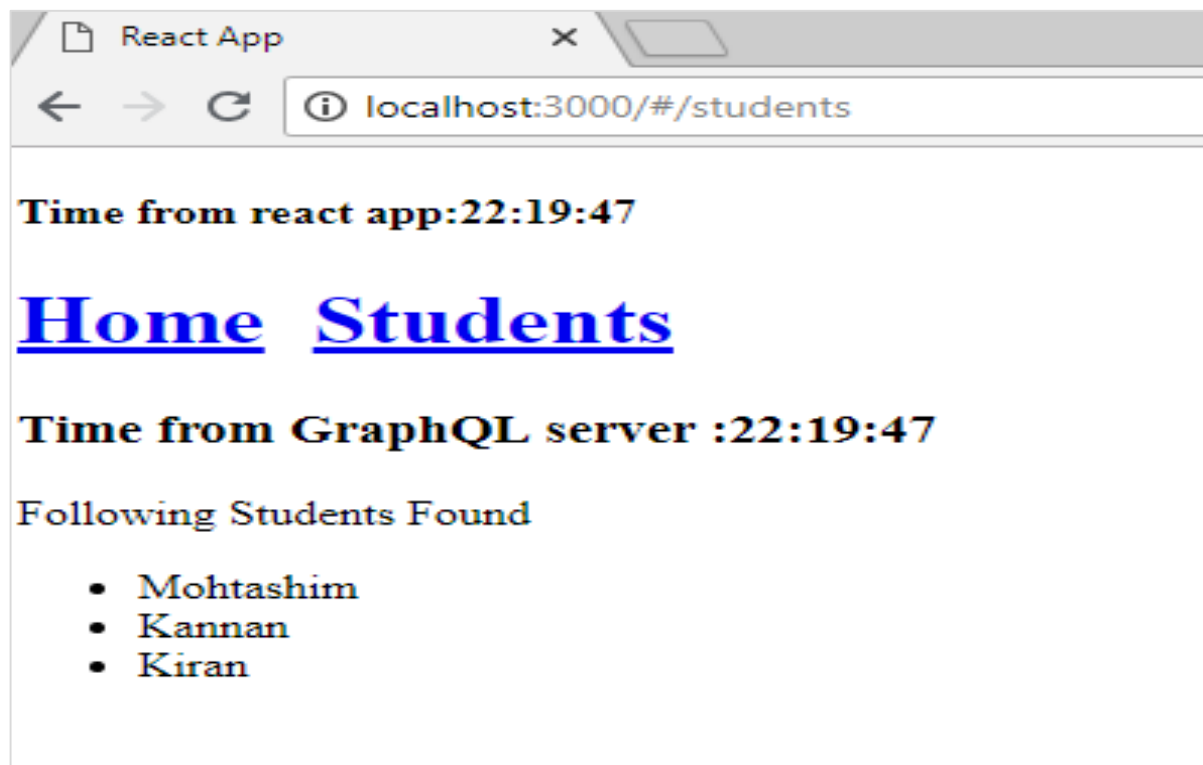 React App
localhost:3000/#/students
Time from react app:22:19:47
Home Students
Time from GraphQL server :22:19:47
Following Students Found
Mohtashim
Kannan
Kiran